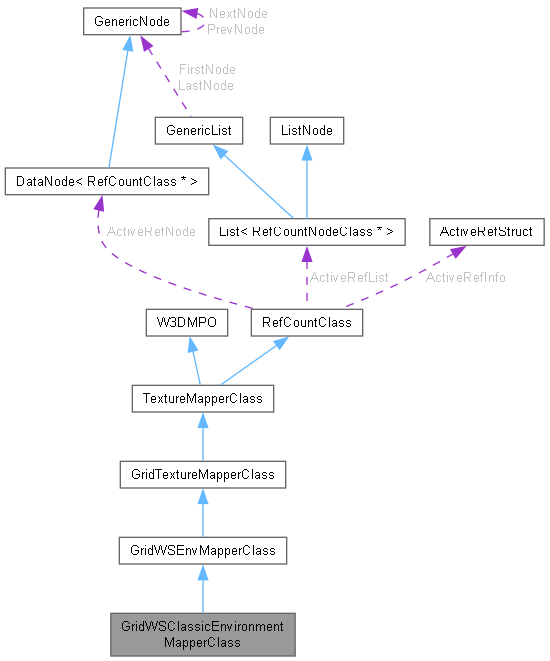 GenericNode
NextNode
PrevNode
FirstNode
LastNode
GenericList
ListNode
DataNode< RefCountClass * >
ActiveRefNode
List< RefCountNodeClass * >
ActiveRefStruct
ActiveRefList
ActiveRefInfo
W3DMPO
RefCountClass
TextureMapperClass
GridTextureMapperClass
GridWSEnvMapperClass
GridWSClassicEnvironment
MapperClass